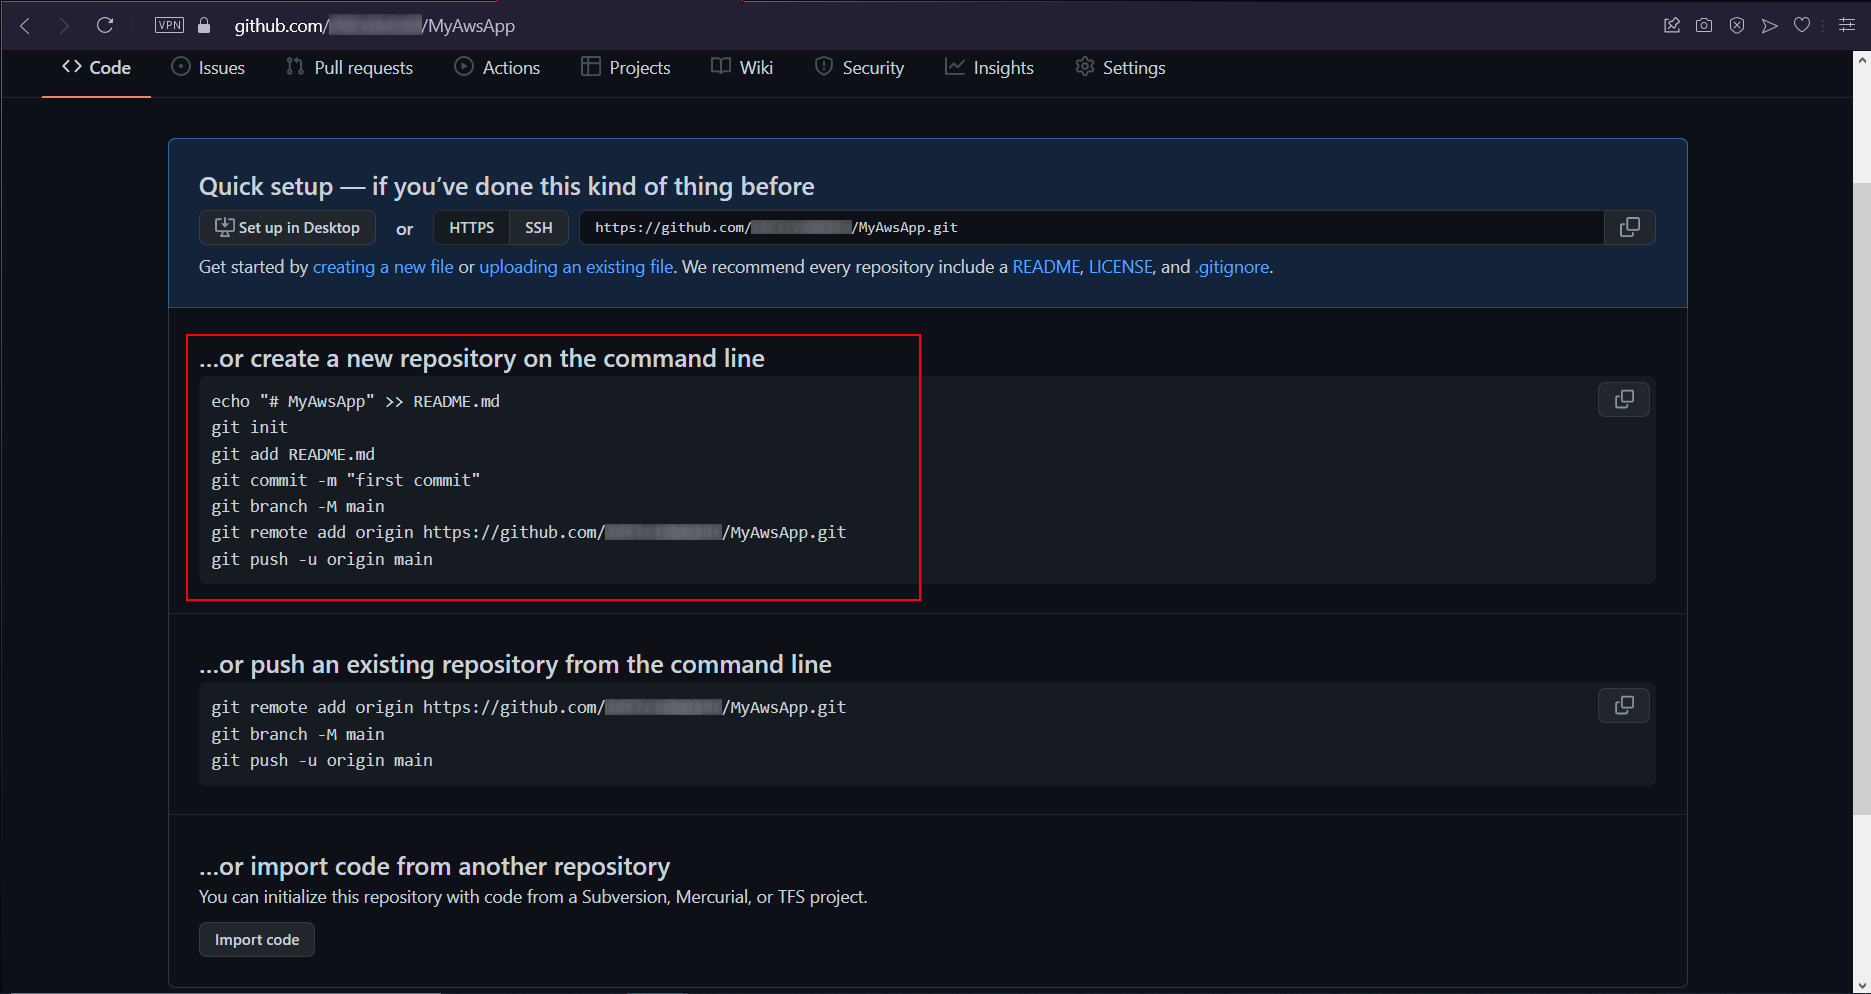 VPN github.com/ /MyAwsApp
<> Code Issues Pull requests Actions Projects Wiki Security Insights Settings
Quick setup — if you’ve done this kind of thing before
Set up in Desktop or HTTPS SSH https://github.com/ /MyAwsApp.git
Get started by creating a new file or uploading an existing file. We recommend every repository include a README, LICENSE, and .gitignore.
…or create a new repository on the command line
echo "# MyAwsApp" >> README.md
git init
git add README.md
git commit -m "first commit"
git branch -M main
git remote add origin https://github.com/ /MyAwsApp.git
git push -u origin main
…or push an existing repository from the command line
git remote add origin https://github.com/ /MyAwsApp.git
git branch -M main
git push -u origin main
…or import code from another repository
You can initialize this repository with code from a Subversion, Mercurial, or TFS project.
Import code